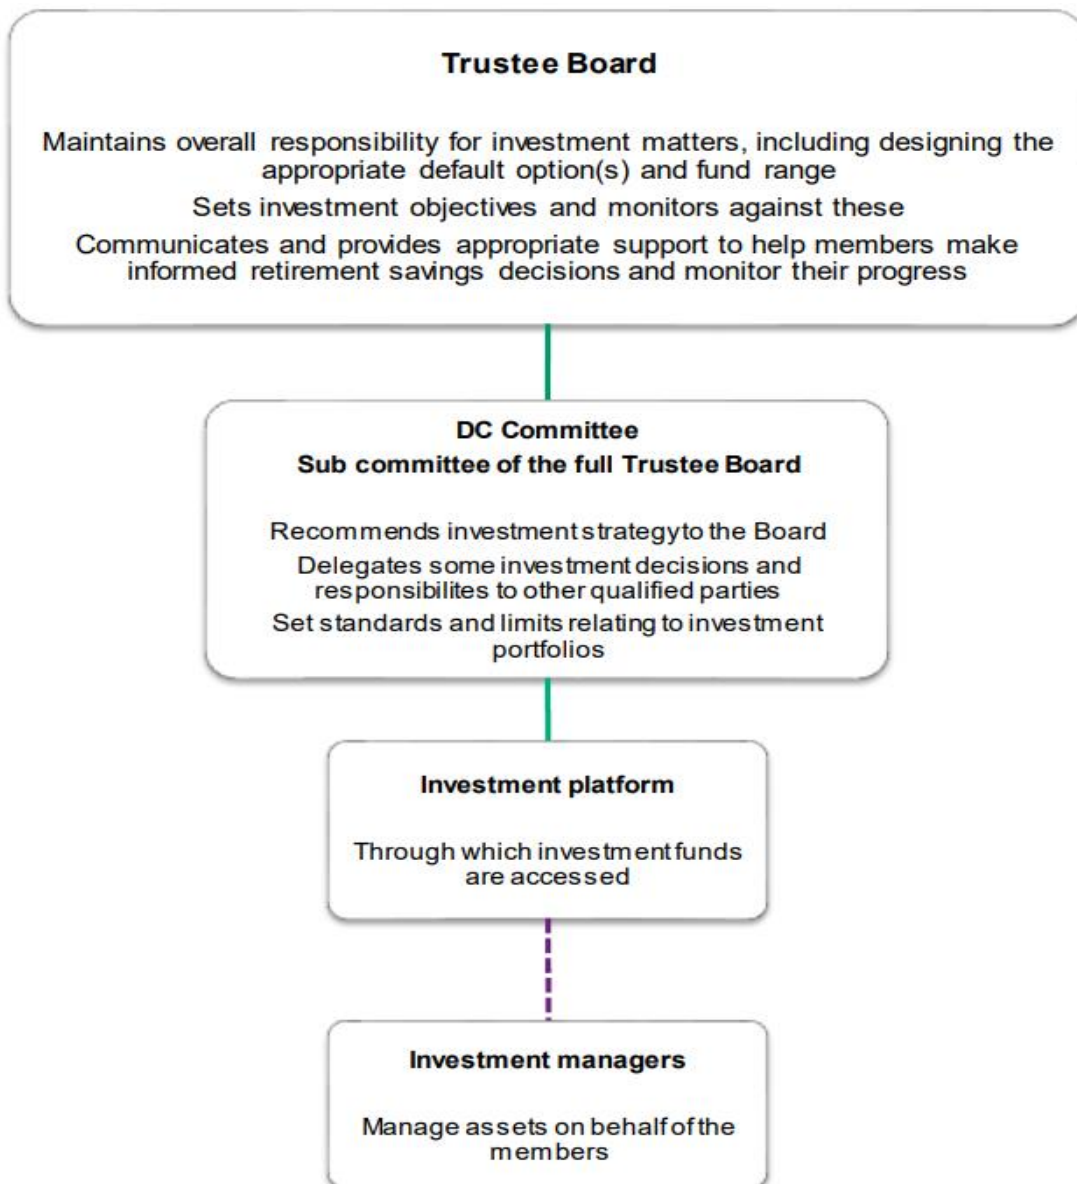 Trustee Board
Maintains overall responsibility for investment matters, including designing the
appropriate default option(s) and fund range
Sets investment objectives and monitors against these
Communicates and provides appropriate support to help members make
informed retirement savings decisions and monitor their progress
DC Committee
Sub committee of the full Trustee Board
Recommends investment strategy to the Board
Delegates some investment decisions and
responsibilites to other qualified parties
Set standards and limits relating to investment
portfolios
Investment platform
Through which investment funds
are accessed
Investment managers
Manage assets on behalf of the
members